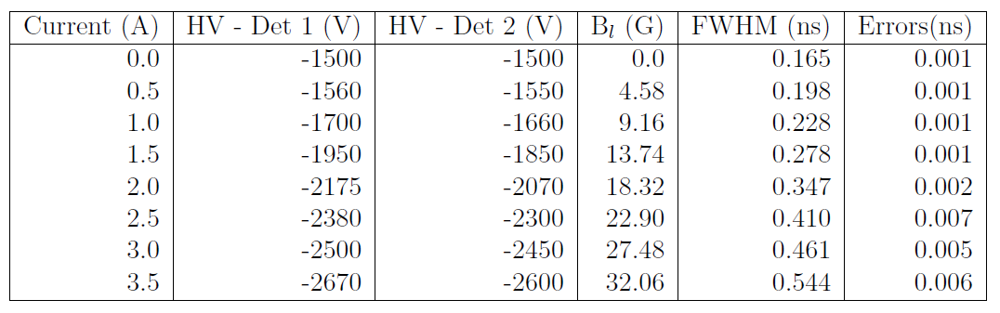 Current (A) HV - Det 1 (V) HV - Det 2 (V) Bl (G) FWHM (ns) Errors(ns)
0.0 -1500 -1500 0.0 0.165 0.001
0.5 -1560 -1550 4.58 0.198 0.001
1.0 -1700 -1660 9.16 0.228 0.001
1.5 -1950 -1850 13.74 0.278 0.001
2.0 -2175 -2070 18.32 0.347 0.002
2.5 -2380 -2300 22.90 0.410 0.007
3.0 -2500 -2450 27.48 0.461 0.005
3.5 -2670 -2600 32.06 0.544 0.006